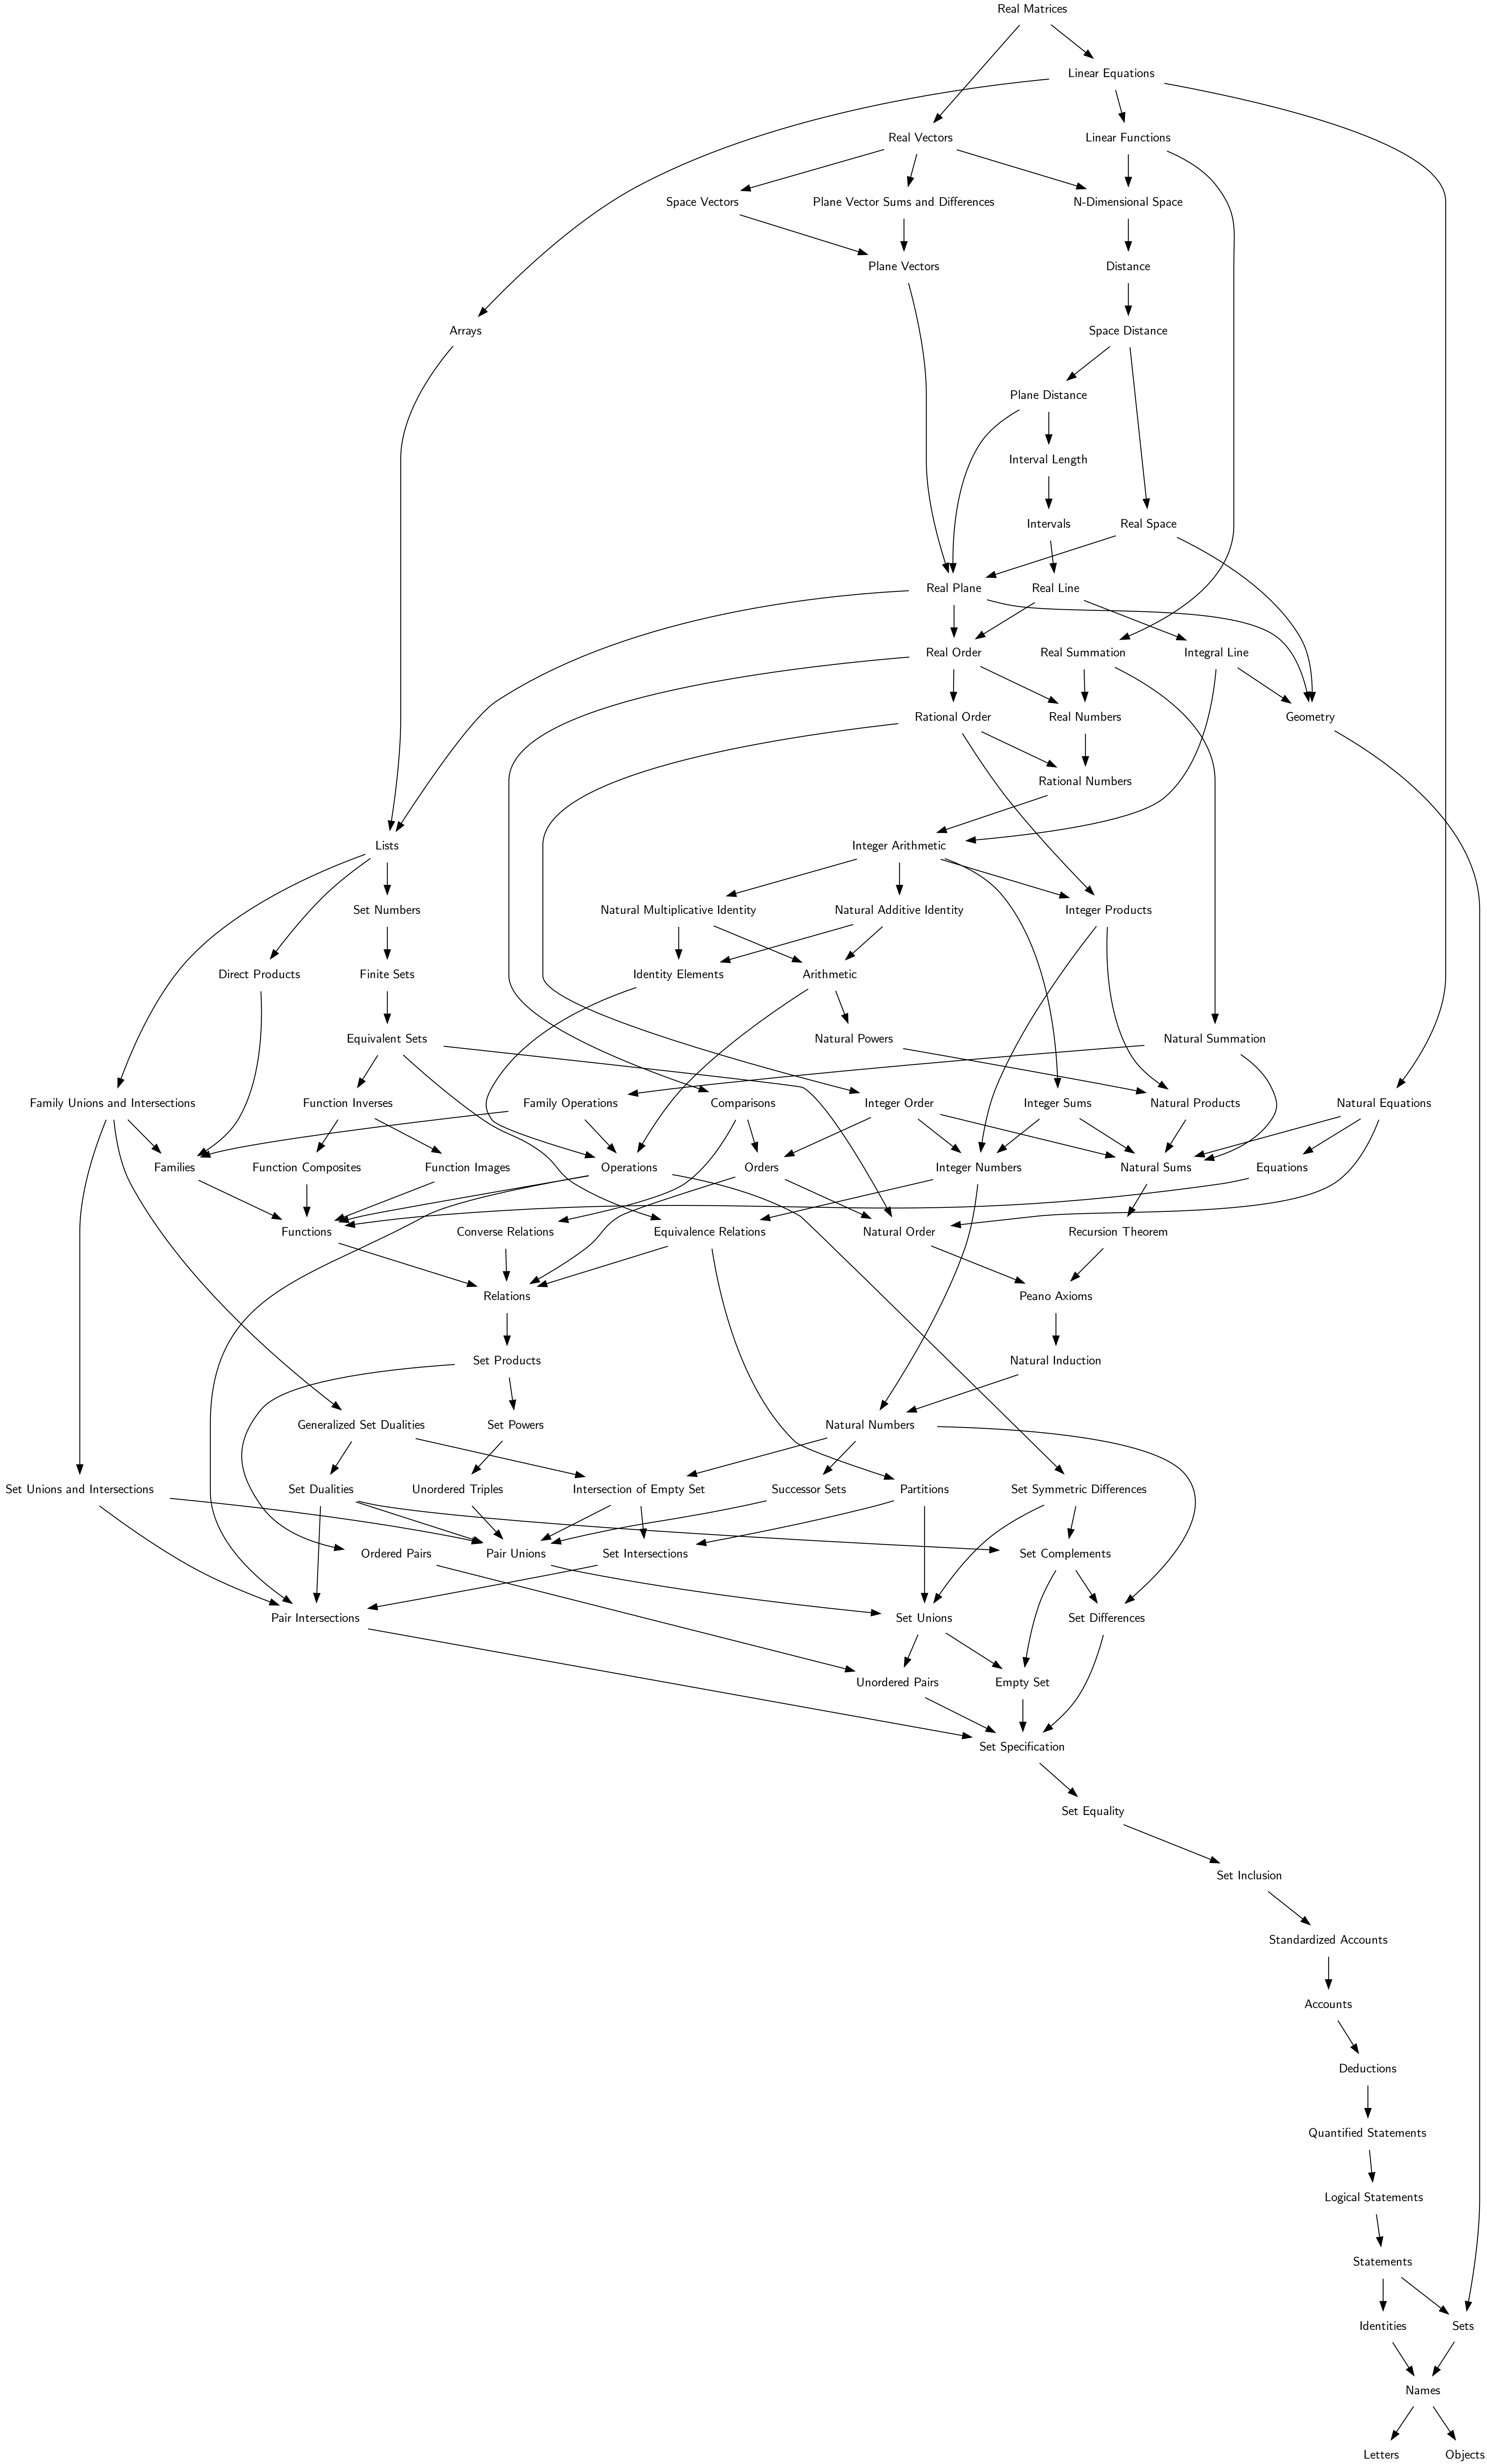 Real Matrices
Linear Equations
Real Vectors
Linear Functions
Space Vectors
Plane Vector Sums and Differences
N-Dimensional Space
Plane Vectors
Distance
Arrays
Space Distance
Plane Distance
Interval Length
Intervals
Real Space
Real Plane
Real Line
Real Order
Real Summation
Integral Line
Rational Order
Real Numbers
Geometry
Rational Numbers
Lists
Integer Arithmetic
Set Numbers
Natural Multiplicative Identity
Natural Additive Identity
Integer Products
Direct Products
Finite Sets
Identity Elements
Arithmetic
Equivalent Sets
Natural Powers
Natural Summation
Family Unions and Intersections
Function Inverses
Family Operations
Comparisons
Integer Order
Integer Sums
Natural Products
Natural Equations
Families
Function Composites
Function Images
Operations
Orders
Integer Numbers
Natural Sums
Equations
Functions
Converse Relations
Equivalence Relations
Natural Order
Recursion Theorem
Relations
Peano Axioms
Set Products
Natural Induction
Generalized Set Dualities
Set Powers
Natural Numbers
Set Unions and Intersections
Set Dualities
Unordered Triples
Intersection of Empty Set
Successor Sets
Partitions
Set Symmetric Differences
Ordered Pairs
Pair Unions
Set Intersections
Set Complements
Pair Intersections
Set Unions
Set Differences
Unordered Pairs
Empty Set
Set Specification
Set Equality
Set Inclusion
Standardized Accounts
Accounts
Deductions
Quantified Statements
Logical Statements
Statements
Identities
Sets
Names
Letters
Objects